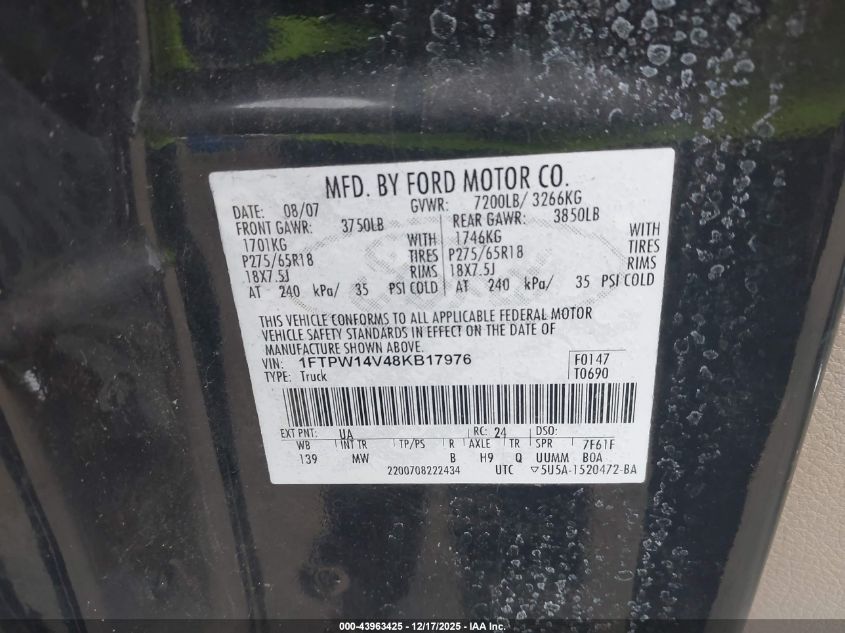 MFD. BY FORD MOTOR CO.
DATE: 08/07 GVWR: 7200LB/ 3266KG
FRONT GAWR: 3750LB REAR GAWR: 3850LB
1701KG WITH 1746KG WITH
P275/65R18 TIRES P275/65R18 TIRES
18X7.5J RIMS 18X7.5J RIMS
AT 240 kPa/ 35 PSI COLD AT 240 kPa/ 35 PSI COLD
THIS VEHICLE CONFORMS TO ALL APPLICABLE FEDERAL MOTOR
VEHICLE SAFETY STANDARDS IN EFFECT ON THE DATE OF
MANUFACTURE SHOWN ABOVE.
VIN: 1FTPW14V48KB17976 F0147
TYPE: Truck T0690
EXT PNT: UA RC: 24 DSO:
WB INT TR TP/PS R AXLE TR SPR 7F61F
139 MW B H9 Q UUMM B0A
2200708222434 UTC ▽5U5A-1520472-BA
000-43963425 - 12/17/2025 - IAA Inc.